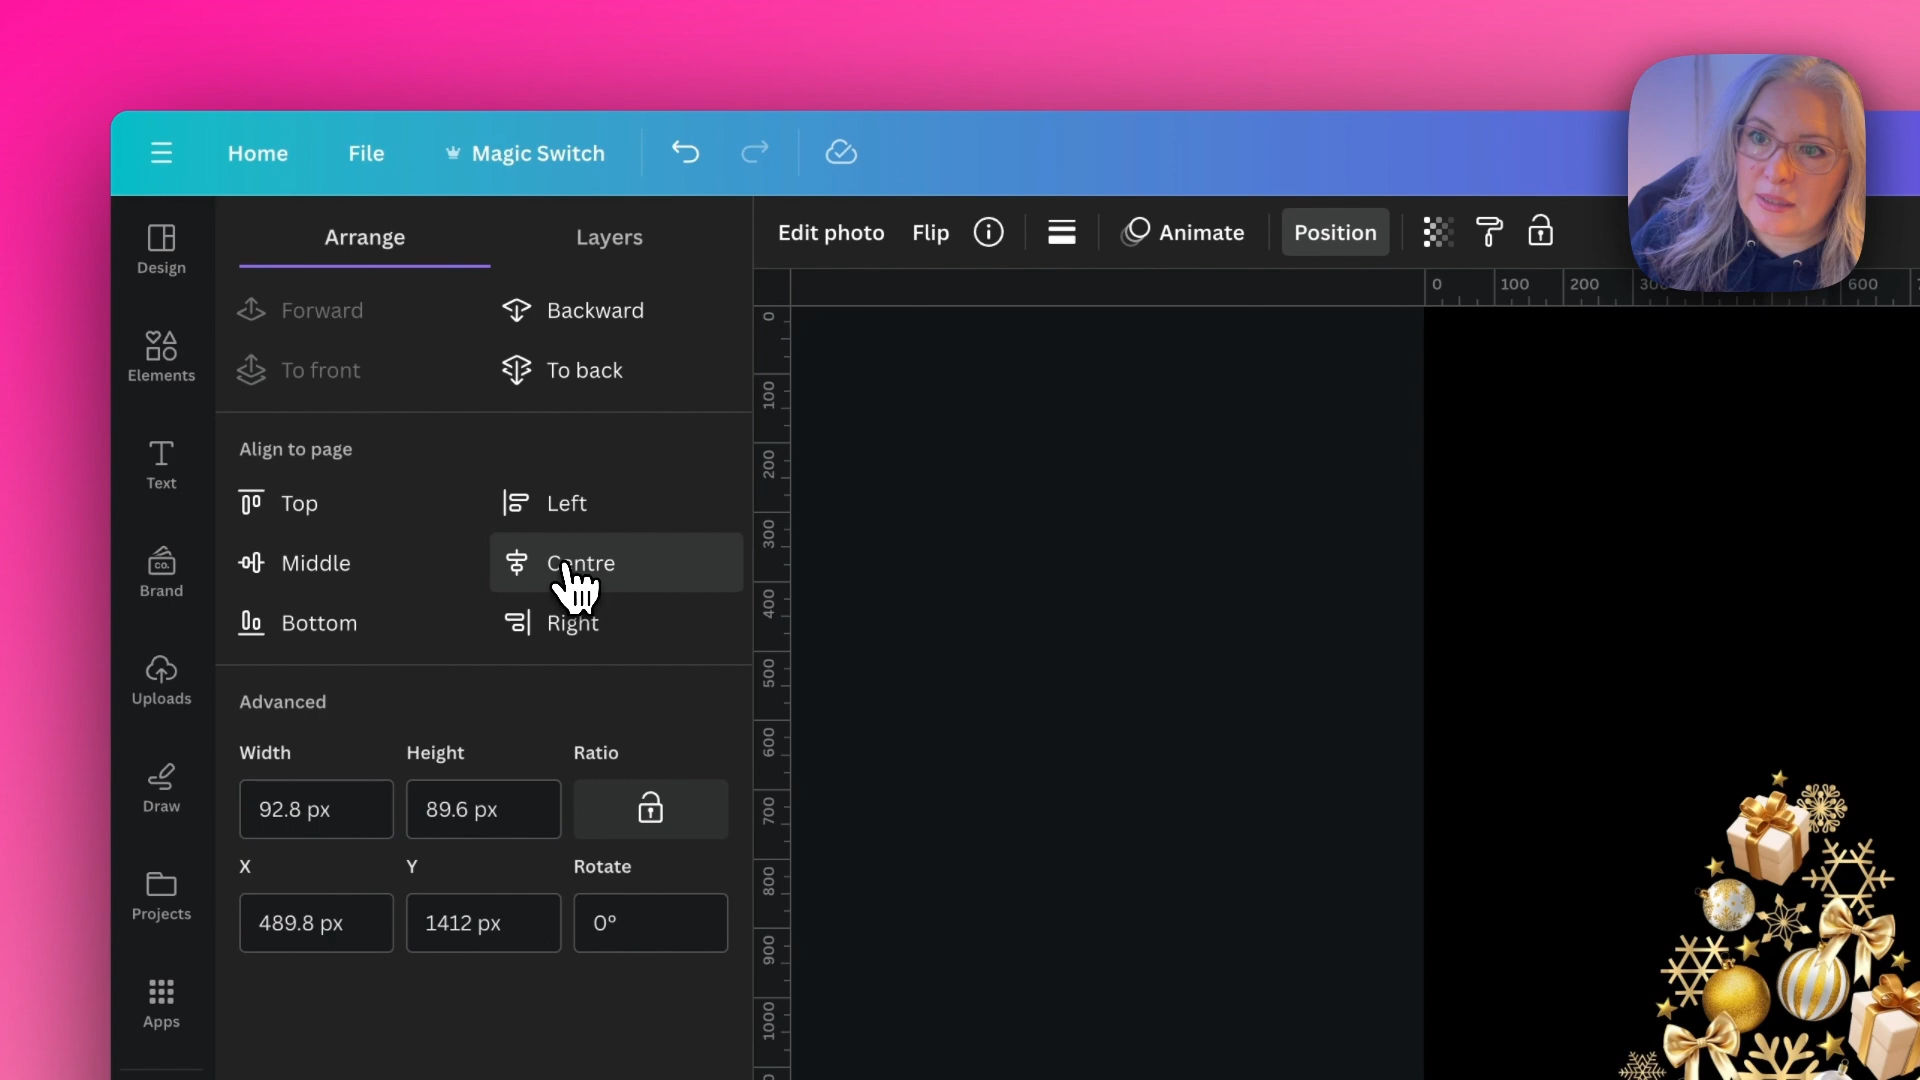 Home File Magic Switch
Design
Elements
Text
CO.
Brand
Uploads
Draw
Projects
Apps
Arrange Layers
Forward Backward
To front To back
Align to page
Top Left
Middle Centre
Bottom Right
Advanced
Width Height Ratio
92.8 px 89.6 px
X Y Rotate
489.8 px 1412 px 0°
Edit photo Flip Animate Position
0 100 200 600
0
100
200
300
400
500
600
700
800
900
1000